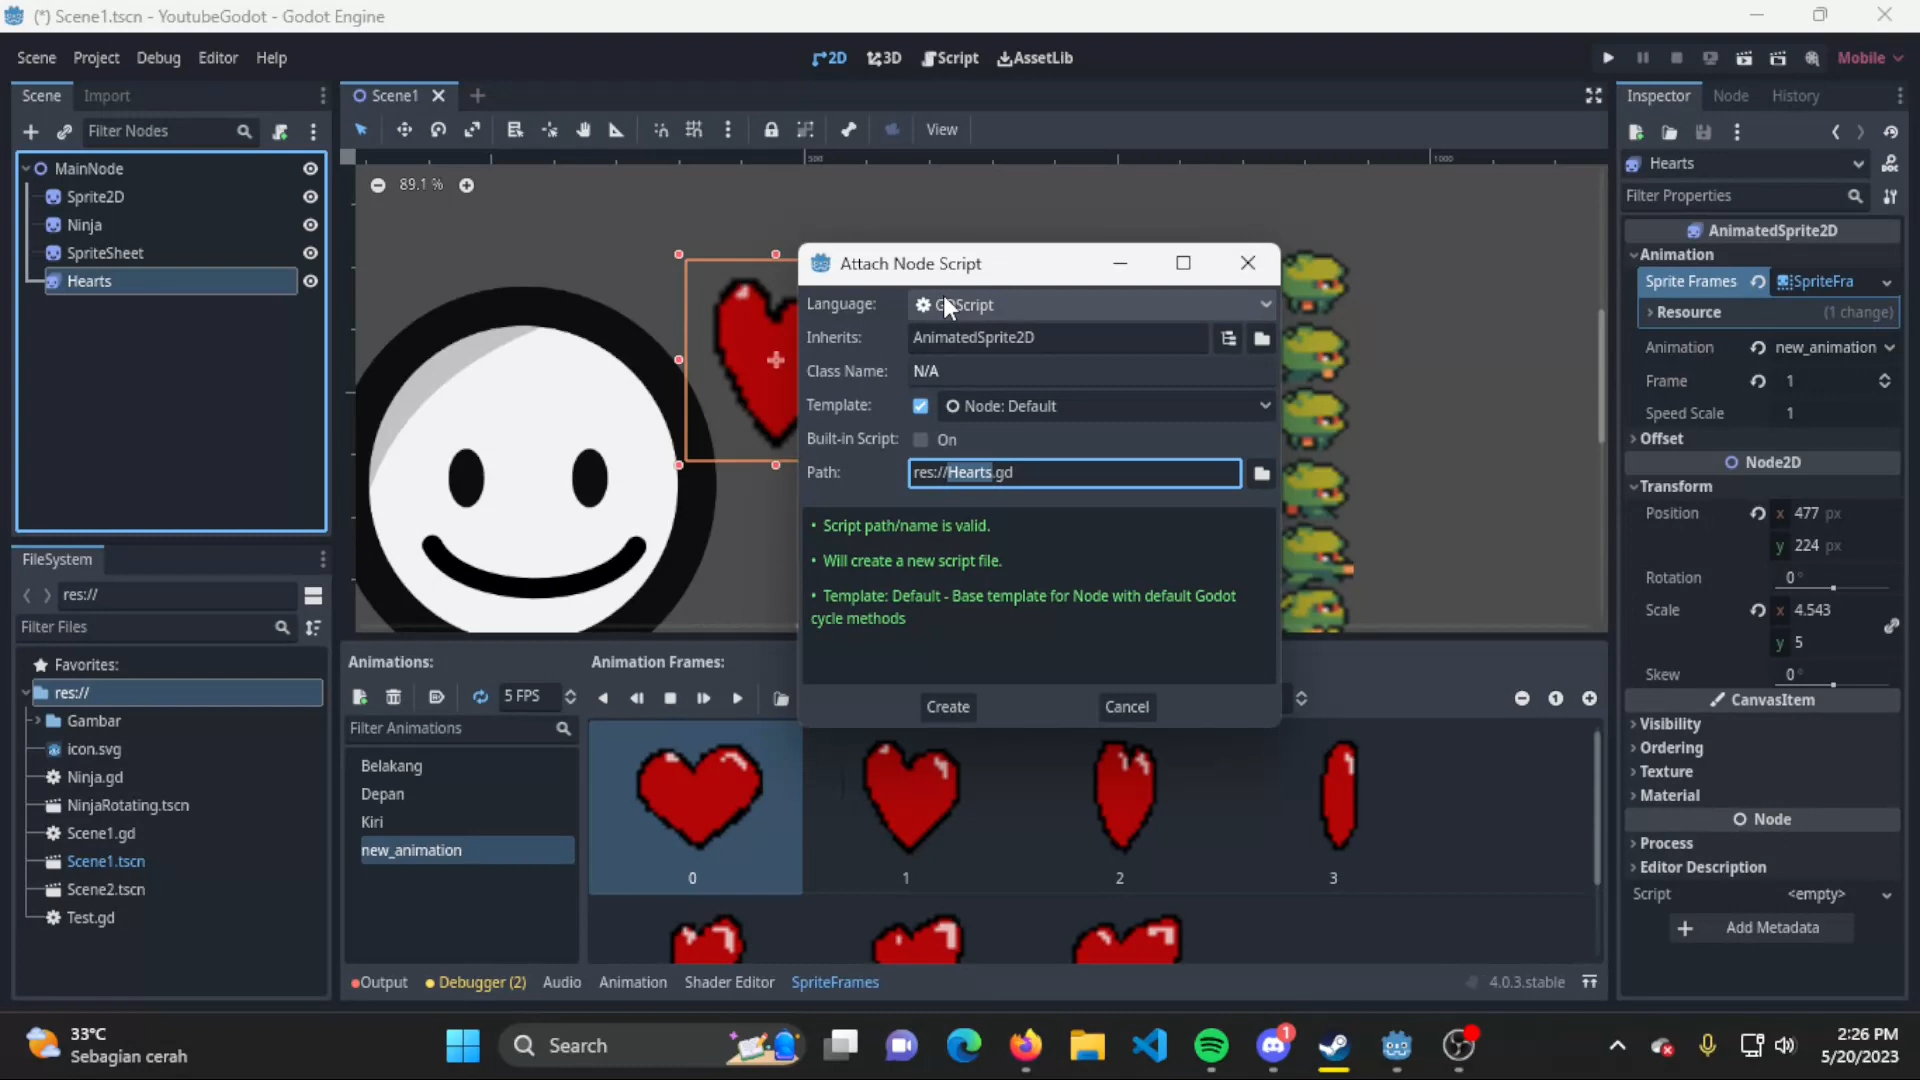 (*) Scene1.tscn - YoutubeGodot - Godot Engine
Scene Project Debug Editor Help
2D 3D Script AssetLib
Mobile
Scene Import
Scene1
Inspector Node History
Filter Nodes
View
MainNode
Sprite2D
Ninja
SpriteSheet
Hearts
500
1000
89.1 %
Hearts
Filter Properties
AnimatedSprite2D
Animation
Sprite Frames SpriteFra
Resource (1 change)
Animation new_animation
Frame 1
Speed Scale 1
Offset
Node2D
Transform
Position x 477 px
y 224 px
Rotation 0 °
Scale x 4.543
y 5
Skew 0 °
CanvasItem
Visibility
Ordering
Texture
Material
Node
Process
Editor Description
Script <empty>
Add Metadata
Attach Node Script
Language: GDScript
Inherits: AnimatedSprite2D
Class Name: N/A
Template: Node: Default
Built-in Script: On
Path: res://Hearts.gd
• Script path/name is valid.
• Will create a new script file.
• Template: Default - Base template for Node with default Godot
cycle methods
Create Cancel
FileSystem
res://
Filter Files
Favorites:
res://
Gambar
icon.svg
Ninja.gd
NinjaRotating.tscn
Scene1.gd
Scene1.tscn
Scene2.tscn
Test.gd
Animations:
Animation Frames:
5 FPS
Filter Animations
Belakang
Depan
Kiri
new_animation
0 1 2 3
Output Debugger (2) Audio Animation Shader Editor SpriteFrames 4.0.3.stable
33°C
Sebagian cerah
Search
1
2:26 PM
5/20/2023